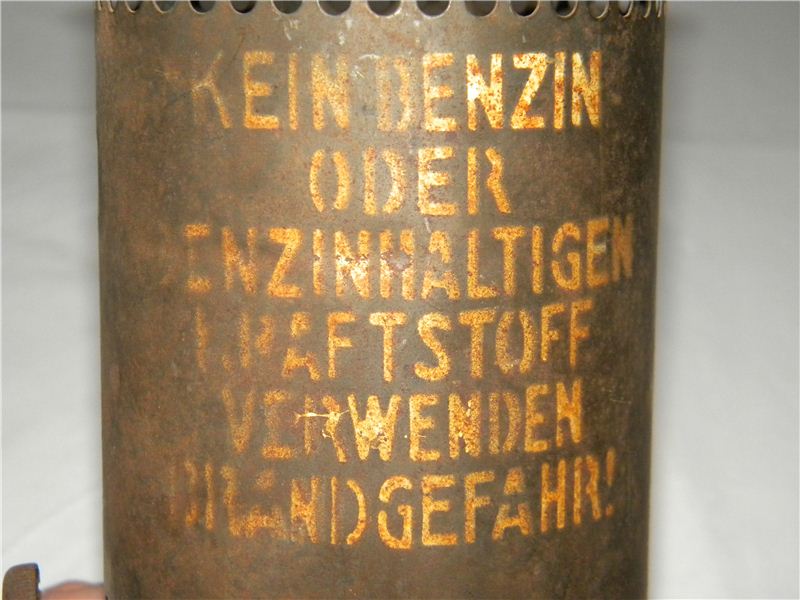 KEIN BENZIN
ODER
BENZINHALTIGEN
KRAFTSTOFF
VERWENDEN
BRANDGEFAHR!